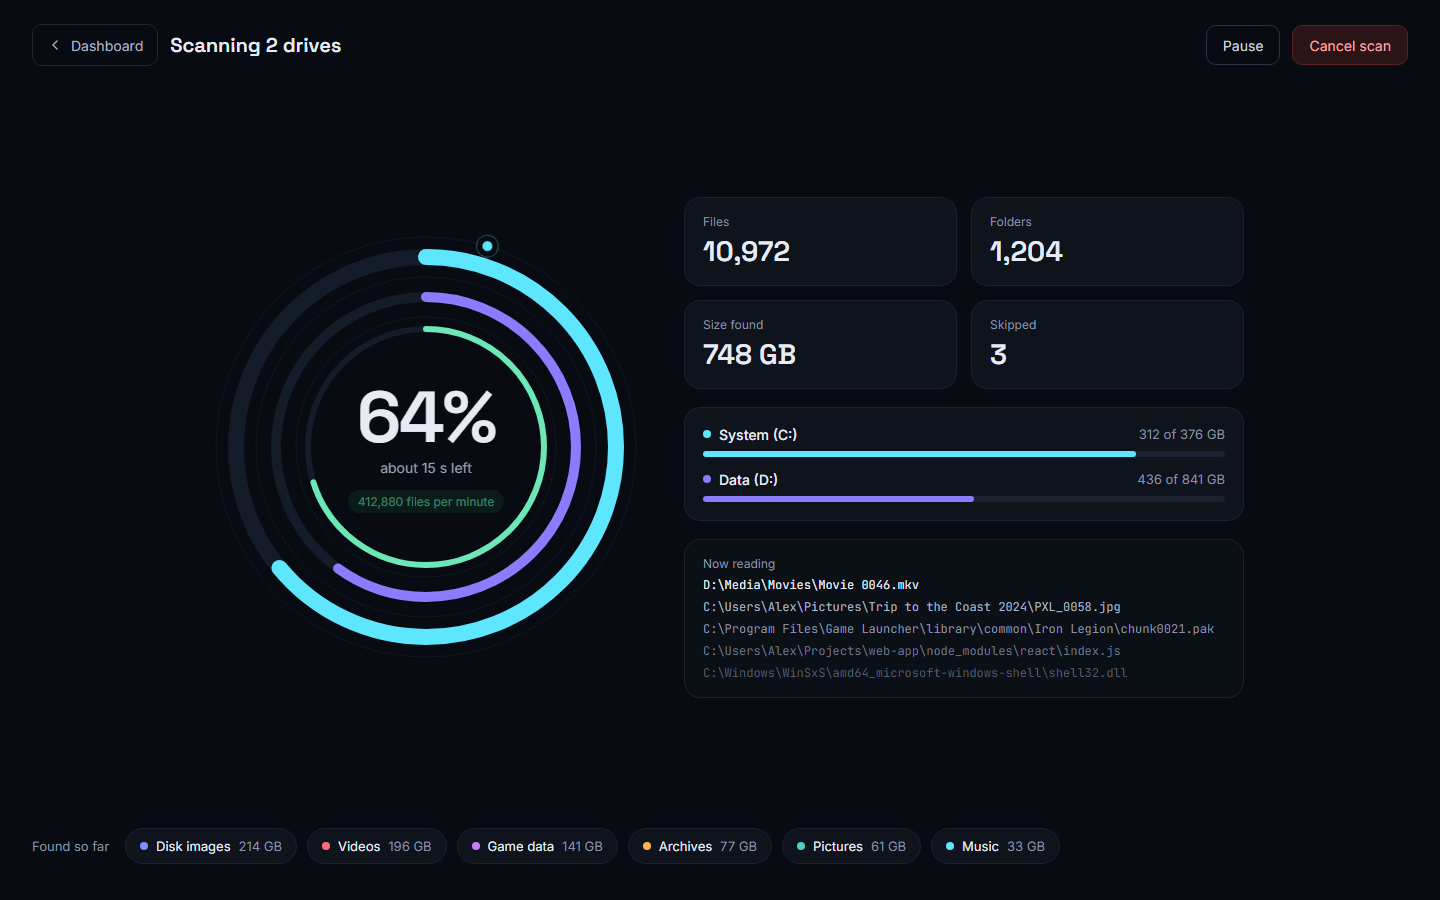 Dashboard
Scanning 2 drives
Pause
Cancel scan
64%
about 15 s left
412,880 files per minute
Files
10,972
Folders
1,204
Size found
748 GB
Skipped
3
System (C:)
312 of 376 GB
Data (D:)
436 of 841 GB
Now reading
D:\Media\Movies\Movie 0046.mkv
C:\Users\Alex\Pictures\Trip to the Coast 2024\PXL_0058.jpg
C:\Program Files\Game Launcher\library\common\Iron Legion\chunk0021.pak
C:\Users\Alex\Projects\web-app\node_modules\react\index.js
C:\Windows\WinSxS\amd64_microsoft-windows-shell\shell32.dll
Found so far
Disk images 214 GB
Videos 196 GB
Game data 141 GB
Archives 77 GB
Pictures 61 GB
Music 33 GB